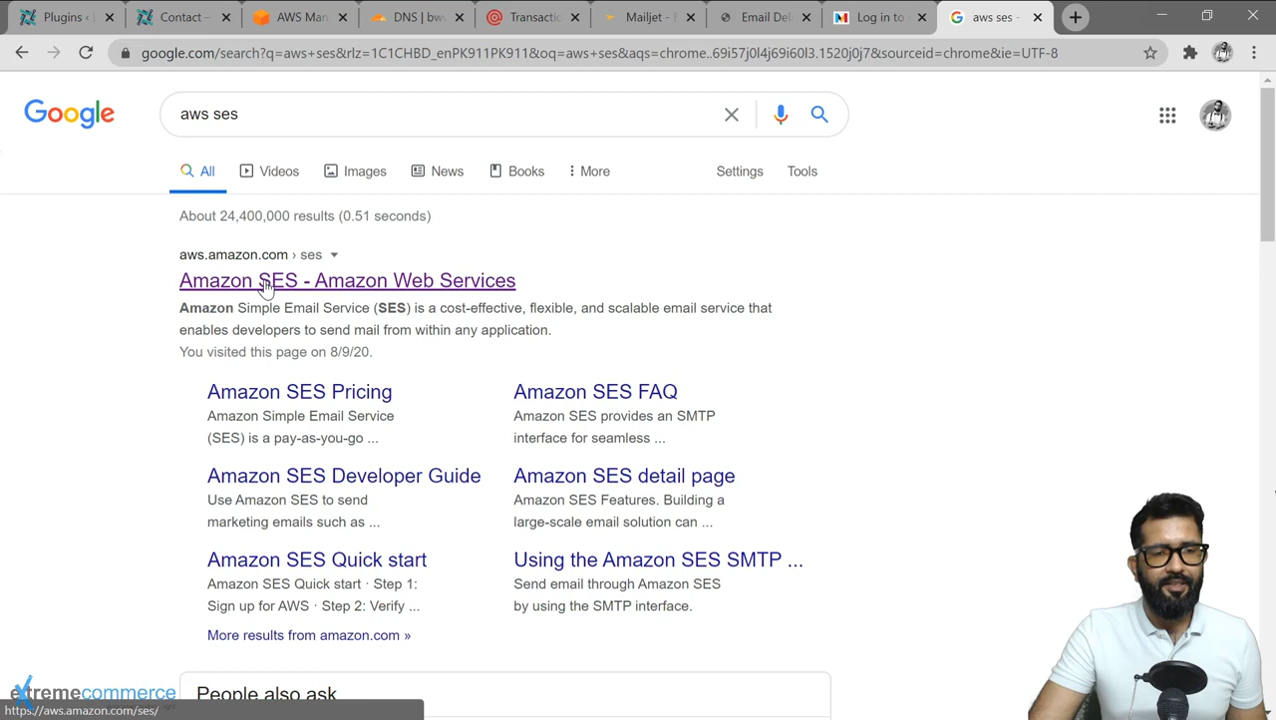 Plugins ‹
Contact –
AWS Man
DNS | bw
Transactio
Mailjet - E
Email Del
Log in to
aws ses -
google.com/search?q=aws+ses&rlz=1C1CHBD_enPK911PK911&oq=aws+ses&aqs=chrome..69i57j0l4j69i60l3.1520j0j7&sourceid=chrome&ie=UTF-8
Google
aws ses
All
Videos
Images
News
Books
More
Settings
Tools
About 24,400,000 results (0.51 seconds)
aws.amazon.com › ses
Amazon SES - Amazon Web Services
Amazon Simple Email Service (SES) is a cost-effective, flexible, and scalable email service that
enables developers to send mail from within any application.
You visited this page on 8/9/20.
Amazon SES Pricing
Amazon Simple Email Service
(SES) is a pay-as-you-go ...
Amazon SES FAQ
Amazon SES provides an SMTP
interface for seamless ...
Amazon SES Developer Guide
Use Amazon SES to send
marketing emails such as ...
Amazon SES detail page
Amazon SES Features. Building a
large-scale email solution can ...
Amazon SES Quick start
Amazon SES Quick start · Step 1:
Sign up for AWS · Step 2: Verify ...
Using the Amazon SES SMTP ...
Send email through Amazon SES
by using the SMTP interface.
More results from amazon.com »
People also ask
extremecommerce
https://aws.amazon.com/ses/